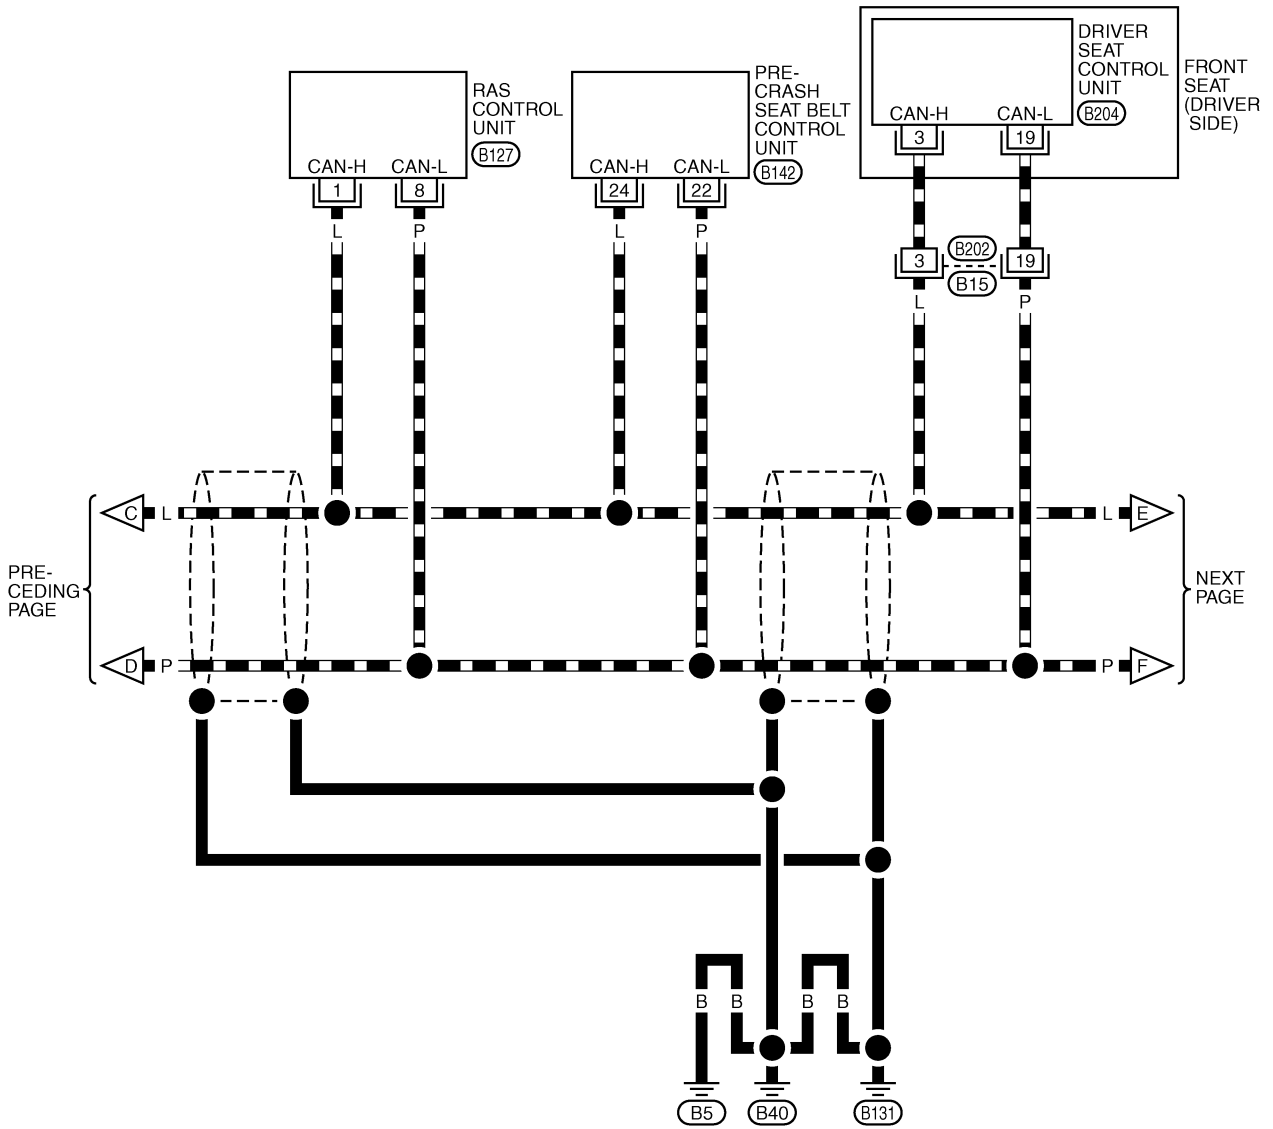 RAS
CONTROL
UNIT
B127
CAN-H
CAN-L
1
8
L
P
PRE-
CRASH
SEAT BELT
CONTROL
UNIT
B142
CAN-H
CAN-L
24
22
L
P
DRIVER
SEAT
CONTROL
UNIT
B204
FRONT
SEAT
(DRIVER
SIDE)
CAN-H
CAN-L
3
19
B202
3
19
B15
L
P
C
L
L
E
PRE-
CEDING
PAGE
NEXT
PAGE
D
P
P
F
B
B
B
B
B5
B40
B131